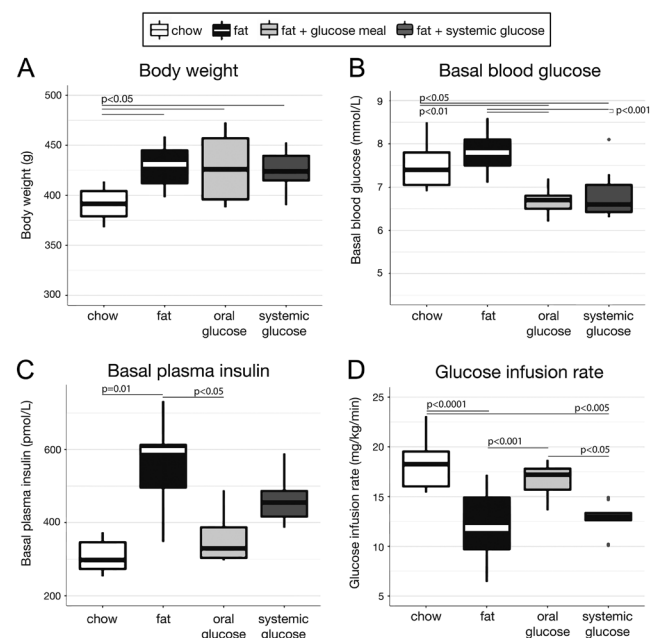 chow fat fat + glucose meal fat + systemic glucose
A Body weight
500
450
400
350
300
Body weight (g)
p<0.05
chow fat oral glucose systemic glucose
B Basal blood glucose
9
8
7
6
5
Basal blood glucose (mmol/L)
p<0.05
p<0.01
p<0.001
chow fat oral glucose systemic glucose
C Basal plasma insulin
600
400
200
Basal plasma insulin (pmol/L)
p=0.01
p<0.05
chow fat oral glucose systemic glucose
D Glucose infusion rate
25
20
15
10
5
Glucose infusion rate (mg/kg/min)
p<0.0001
p<0.005
p<0.001
p<0.05
chow fat oral glucose systemic glucose